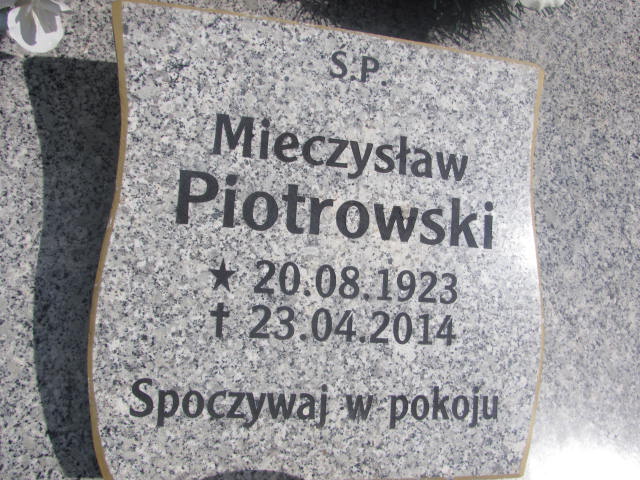 Ś.P.
Mieczysław
Piotrowski
★ 20.08.1923
✝ 23.04.2014
Spoczywaj w pokoju